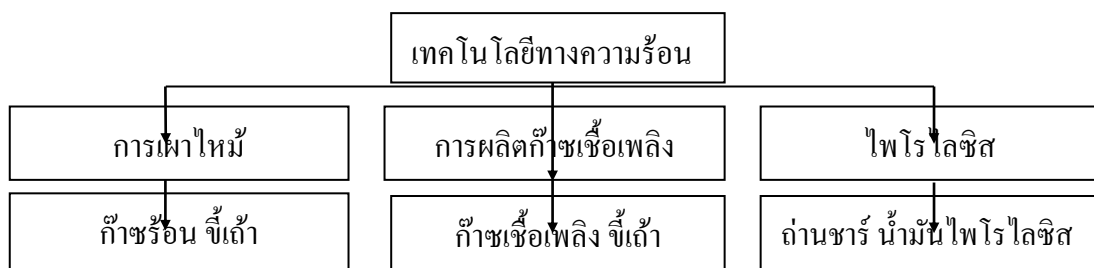 เทคโนโลยีทางความร้อน
การเผาไหม้ การผลิตก๊าซเชื้อเพลิง ไพโรไลซิส
ก๊าซร้อน ขี้เถ้า ก๊าซเชื้อเพลิง ขี้เถ้า ถ่านชาร์ น้ำมันไพโรไลซิส